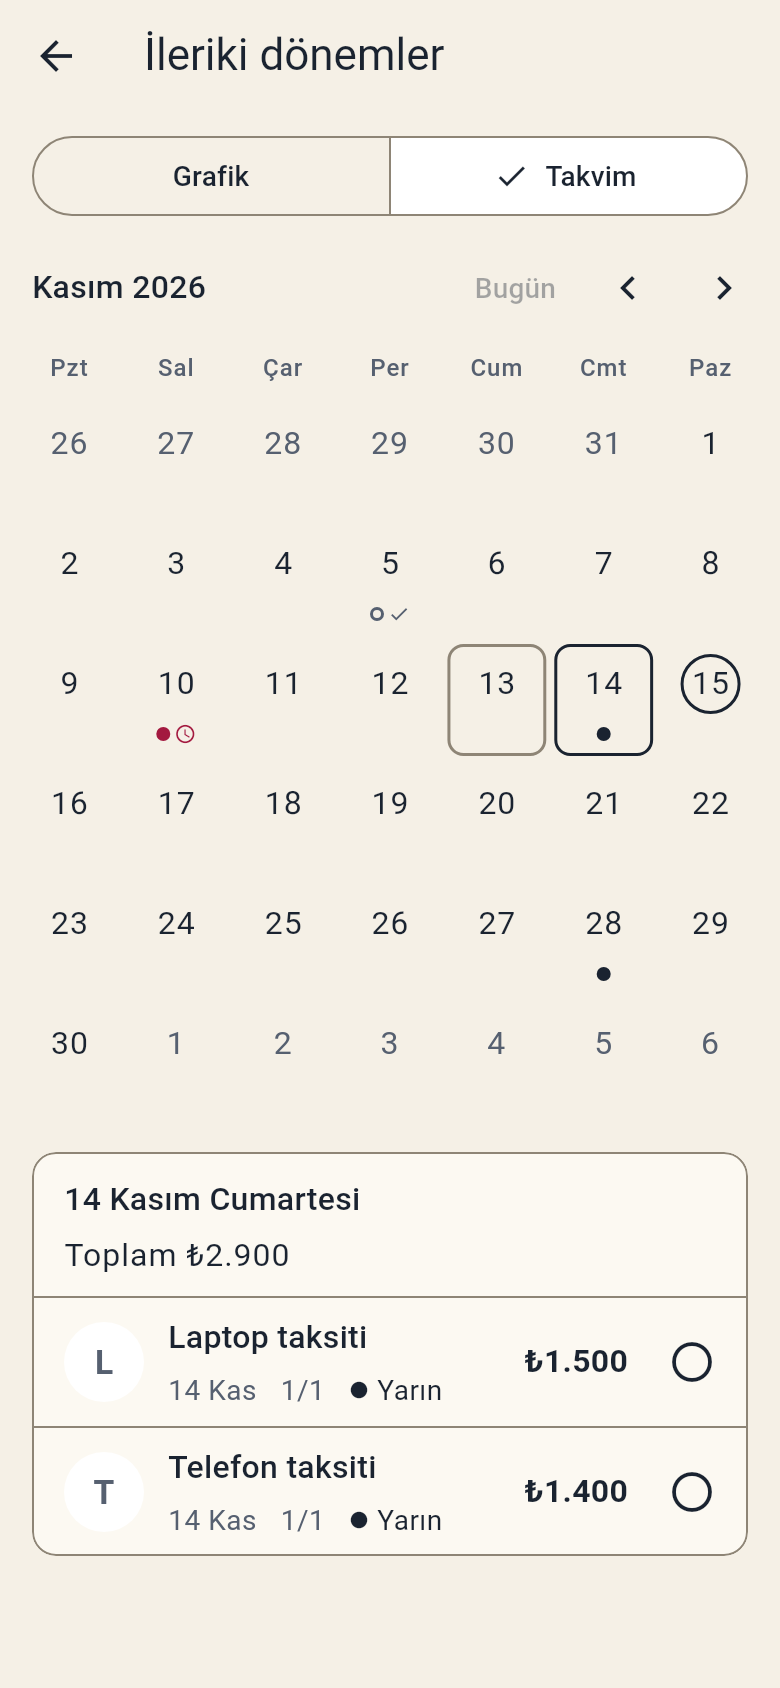 İleriki dönemler
Grafik Takvim
Kasım 2026 Bugün
Pzt Sal Çar Per Cum Cmt Paz
26 27 28 29 30 31 1
2 3 4 5 6 7 8
9 10 11 12 13 14 15
16 17 18 19 20 21 22
23 24 25 26 27 28 29
30 1 2 3 4 5 6
14 Kasım Cumartesi
Toplam ₺2.900
L Laptop taksiti ₺1.500
14 Kas 1/1 Yarın
T Telefon taksiti ₺1.400
14 Kas 1/1 Yarın